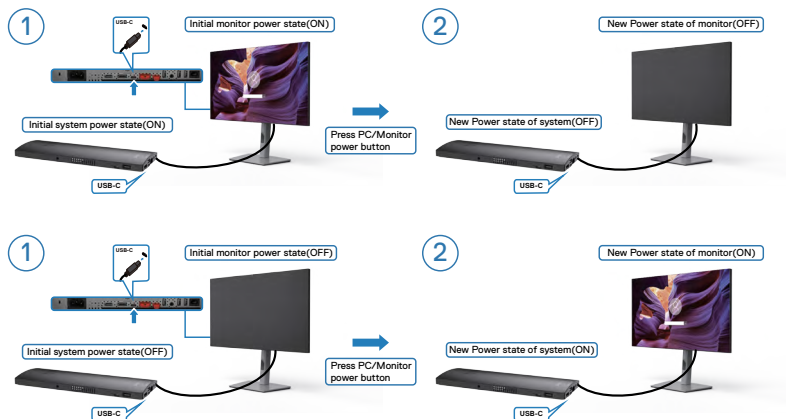 1
USB-C
Initial monitor power state(ON)
Initial system power state(ON)
USB-C
Press PC/Monitor
power button
2
New Power state of monitor(OFF)
New Power state of system(OFF)
USB-C
1
USB-C
Initial monitor power state(OFF)
Initial system power state(OFF)
USB-C
Press PC/Monitor
power button
2
New Power state of monitor(ON)
New Power state of system(ON)
USB-C